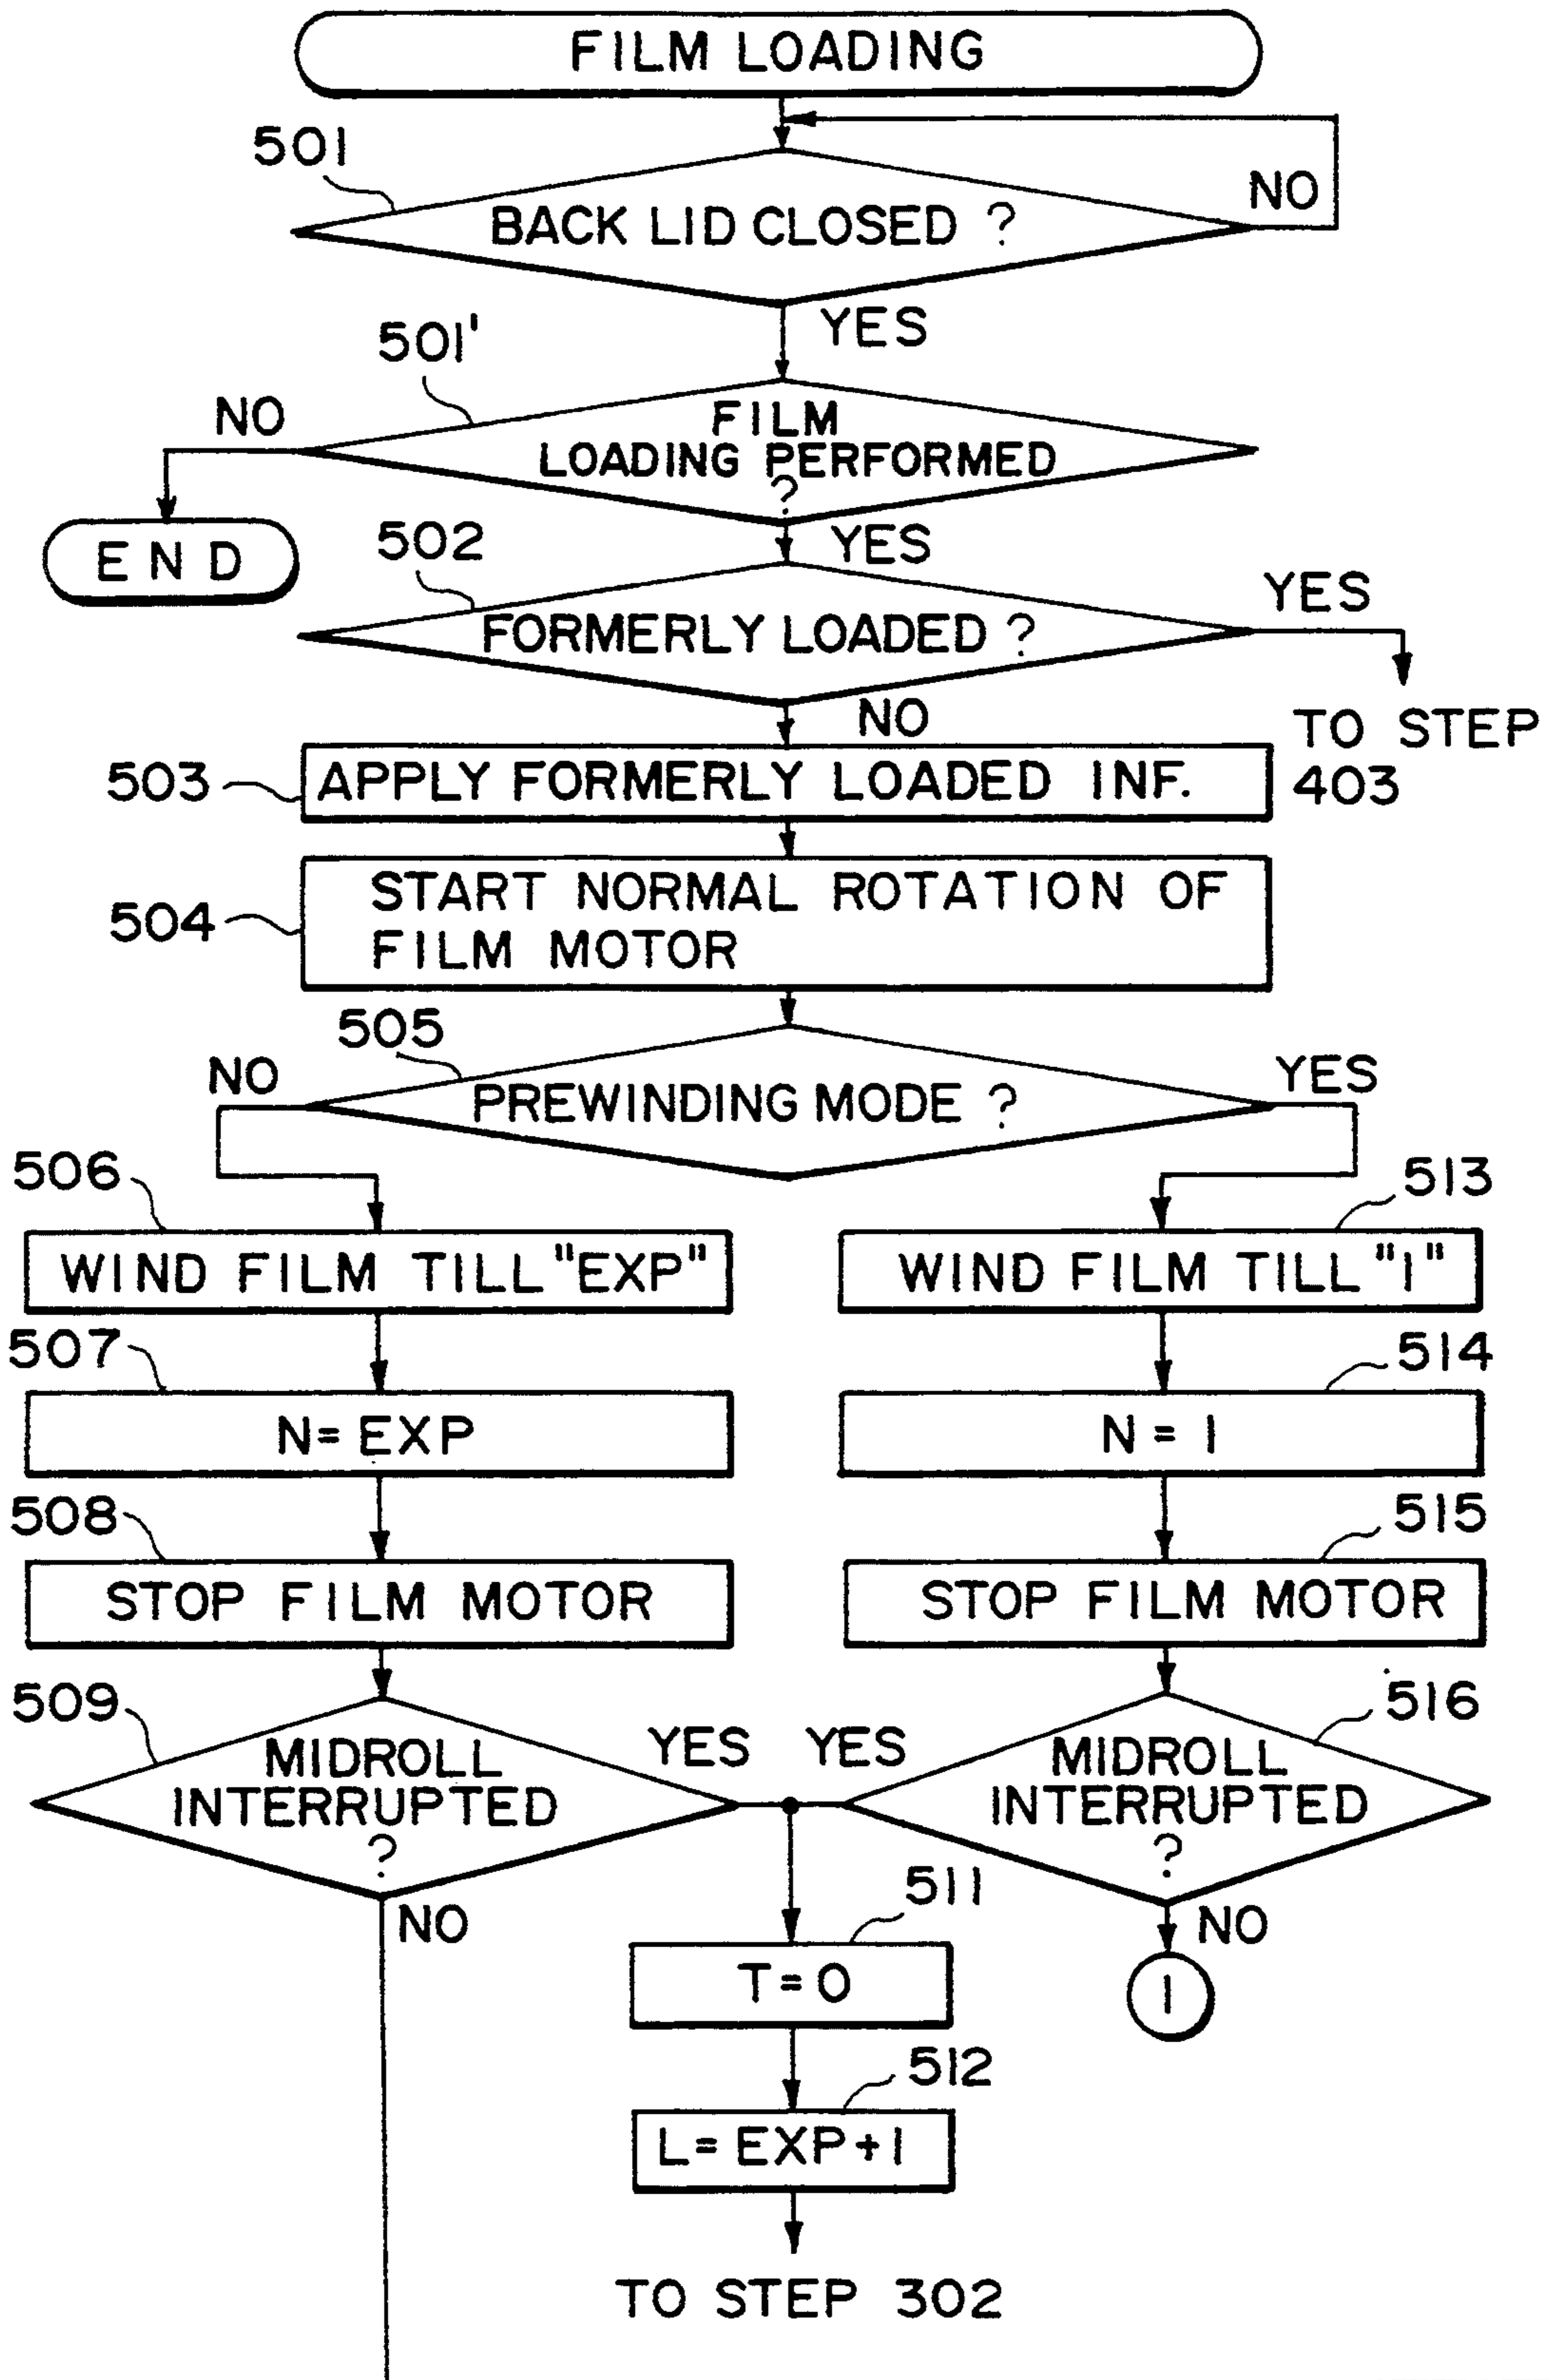 FILM LOADING
501
BACK LID CLOSED ?
NO
YES
501'
NO
FILM
LOADING PERFORMED
?
END
YES
502
FORMERLY LOADED ?
YES
TO STEP
403
NO
503
APPLY FORMERLY LOADED INF.
504
START NORMAL ROTATION OF
FILM MOTOR
505
NO
PREWINDING MODE ?
YES
506
WIND FILM TILL "EXP"
513
WIND FILM TILL "1"
507
N=EXP
514
N = 1
508
STOP FILM MOTOR
515
STOP FILM MOTOR
509
MIDROLL
INTERRUPTED
?
YES
YES
516
MIDROLL
INTERRUPTED
?
NO
511
T=0
NO
1
512
L=EXP+1
TO STEP 302